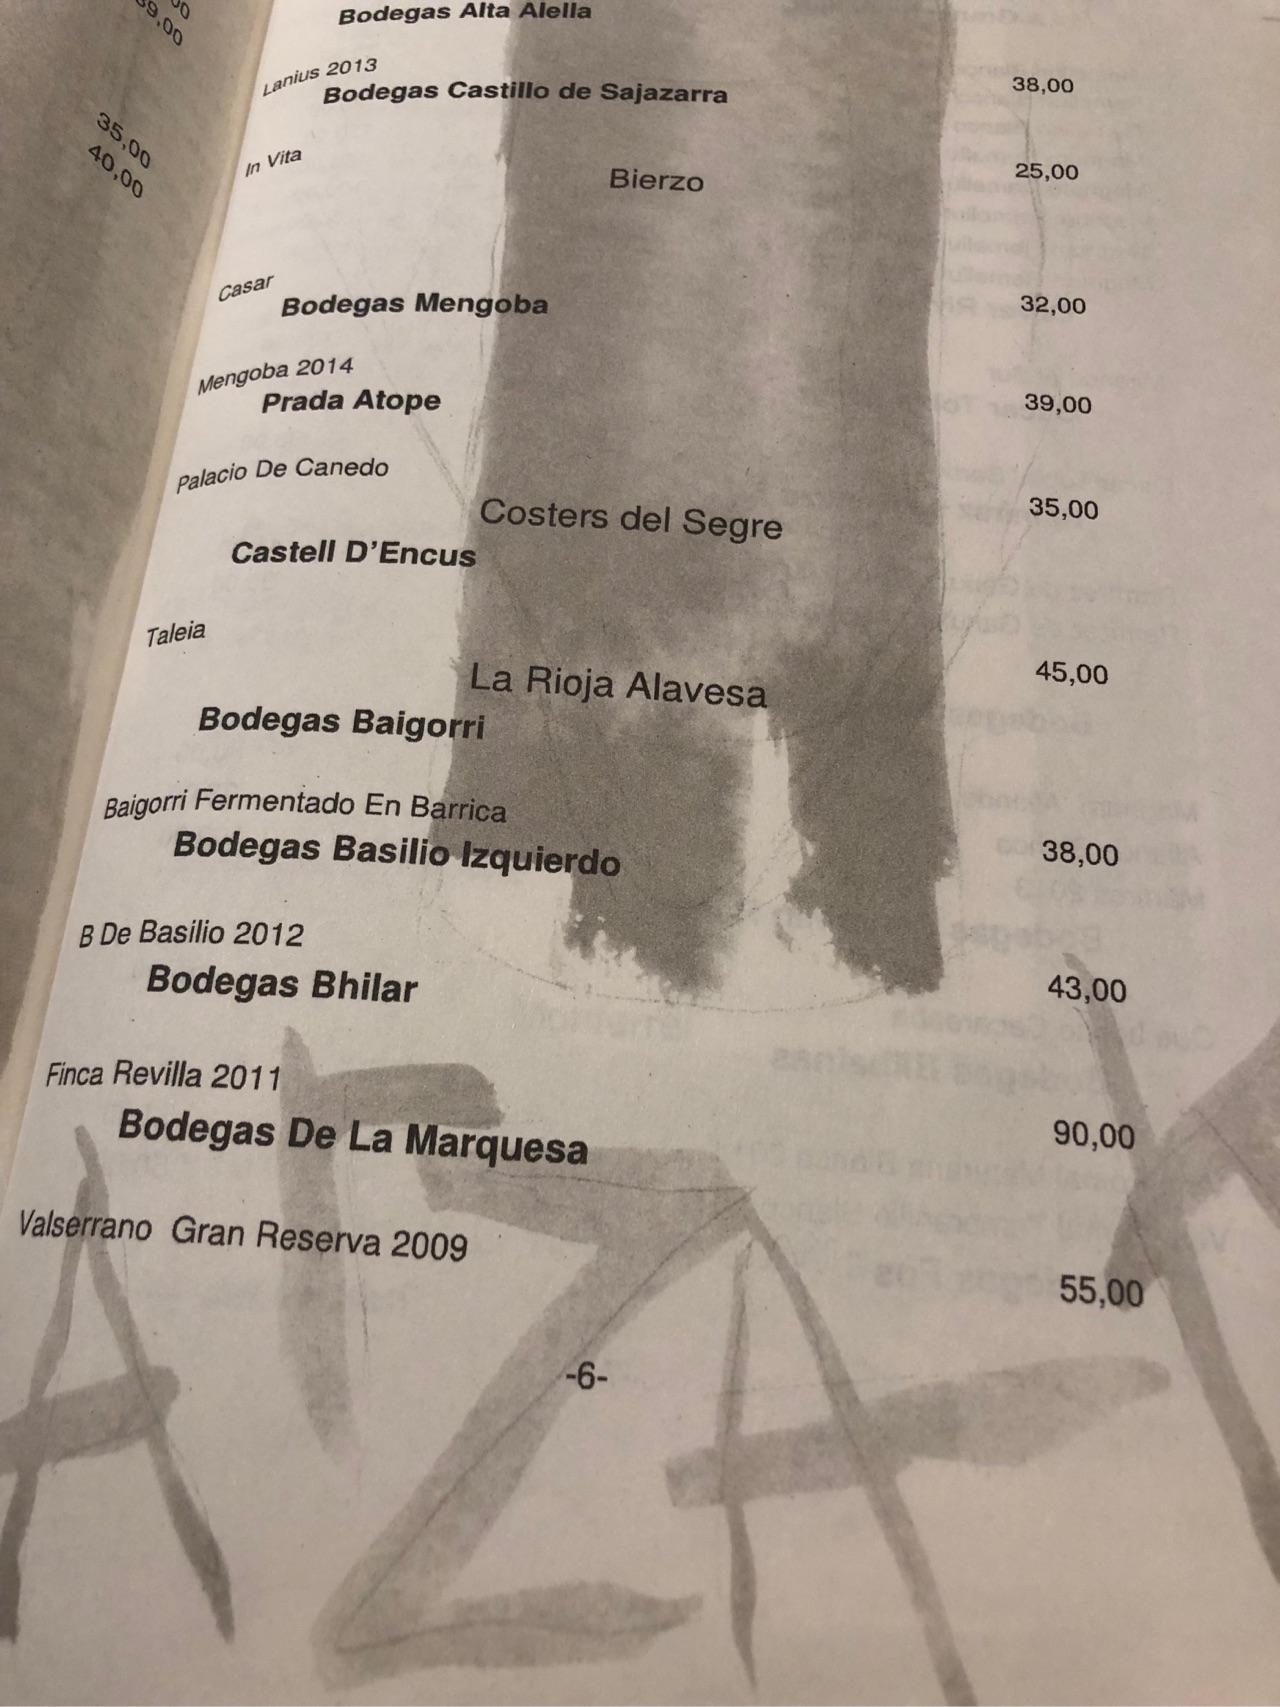 39,00
35,00
40,00
Bodegas Alta Alella
Lanius 2013 38,00
Bodegas Castillo de Sajazarra
In Vita 25,00
Bierzo
Casar 32,00
Bodegas Mengoba
Mengoba 2014 39,00
Prada Atope
Palacio De Canedo 35,00
Costers del Segre
Castell D'Encus
Taleia 45,00
La Rioja Alavesa
Bodegas Baigorri
Baigorri Fermentado En Barrica 38,00
Bodegas Basilio Izquierdo
B De Basilio 2012 43,00
Bodegas Bhilar
Finca Revilla 2011 90,00
Bodegas De La Marquesa
Valserrano Gran Reserva 2009 55,00
-6-